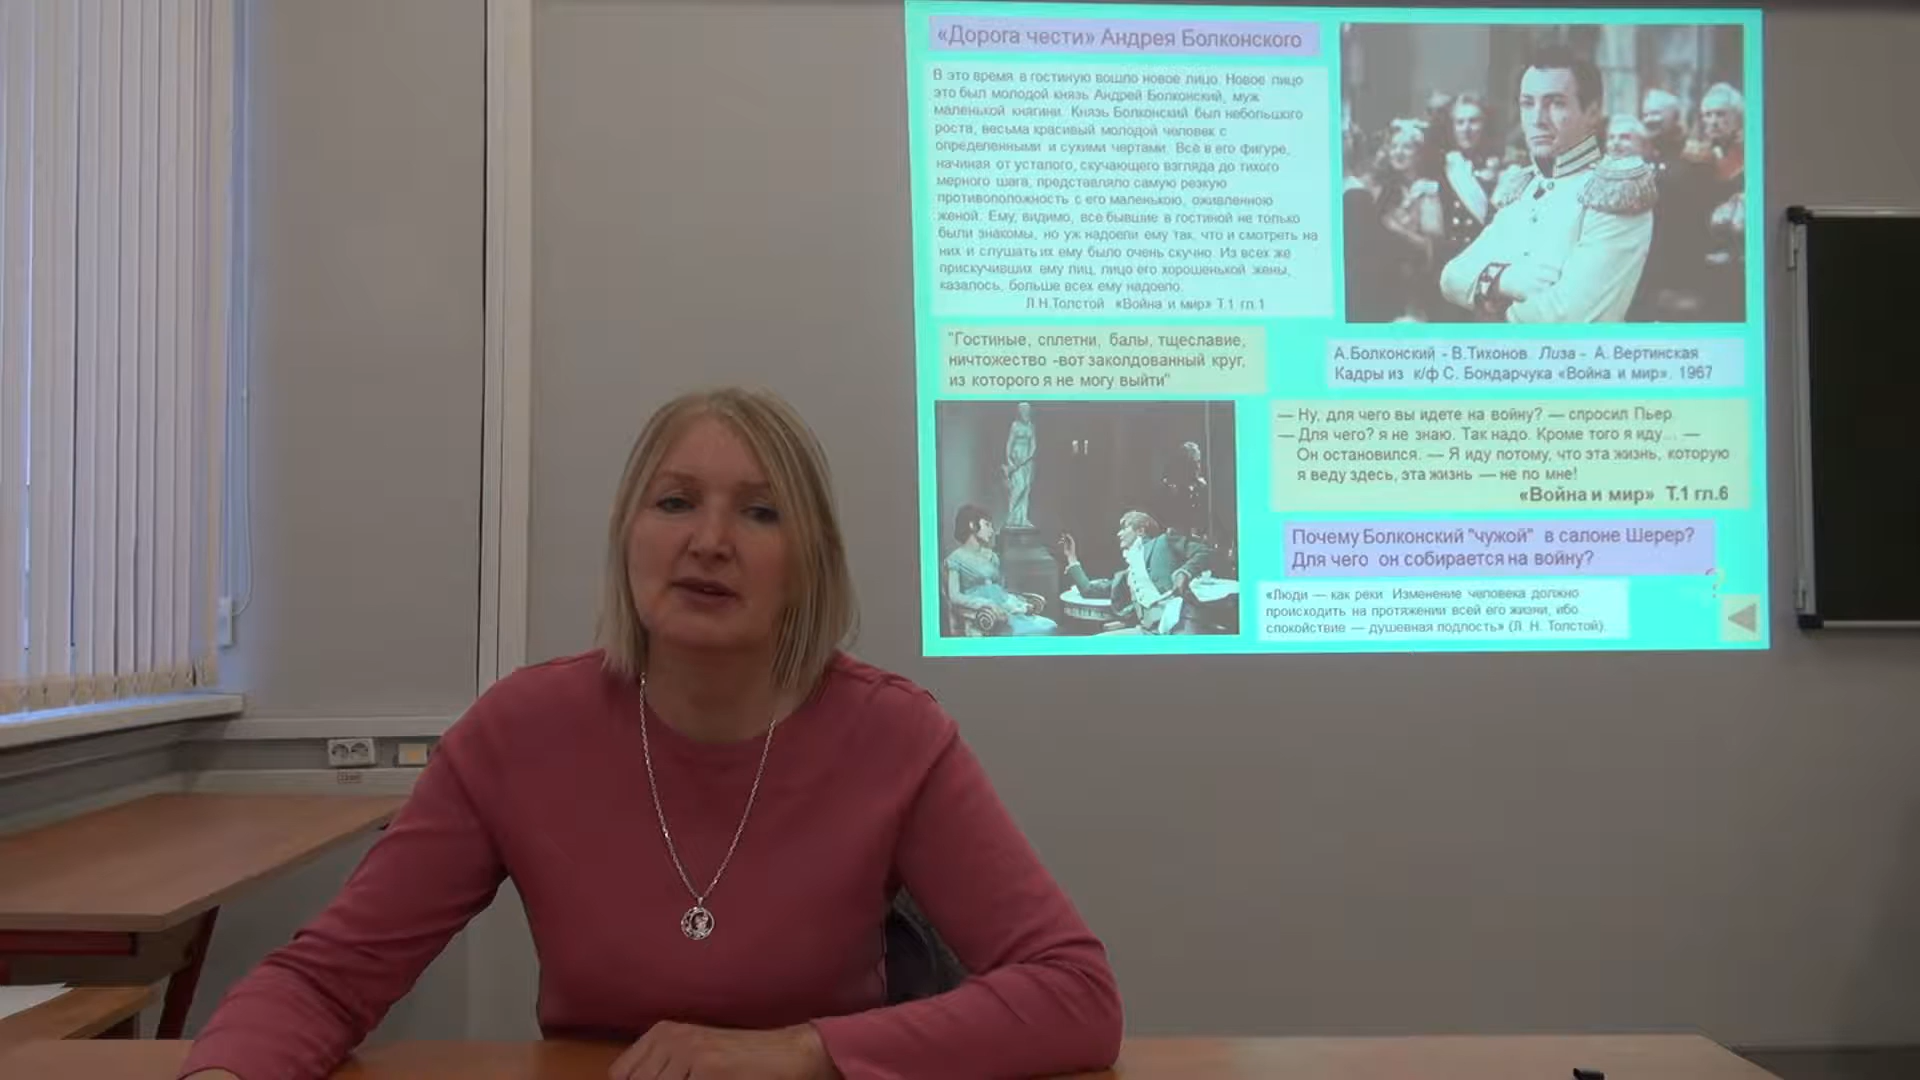 «Дорога чести» Андрея Болконского
В это время в гостиную вошло новое лицо. Новое лицо
это был молодой князь Андрей Болконский, муж
маленькой княгини. Князь Болконский был небольшого
роста, весьма красивый молодой человек с
определенными и сухими чертами. Всё в его фигуре,
начиная от усталого, скучающего взгляда до тихого
мерного шага, представляло самую резкую
противоположность с его маленькою, оживленною
женой. Ему, видимо, все бывшие в гостиной не только
были знакомы, но уж надоели ему так, что и смотреть на
них и слушать их ему было очень скучно. Из всех же
прискучивших ему лиц, лицо его хорошенькой жены,
казалось, больше всех ему надоело.
Л.Н.Толстой «Война и мир» Т.1 гл.1
"Гостиные, сплетни, балы, тщеславие,
ничтожество -вот заколдованный круг,
из которого я не могу выйти"
А.Болконский - В.Тихонов. Лиза - А. Вертинская
Кадры из к/ф С. Бондарчука «Война и мир». 1967
— Ну, для чего вы идете на войну? — спросил Пьер.
— Для чего? я не знаю. Так надо. Кроме того я иду... —
Он остановился. — Я иду потому, что эта жизнь, которую
я веду здесь, эта жизнь — не по мне!
«Война и мир» Т.1 гл.6
Почему Болконский "чужой" в салоне Шерер?
Для чего он собирается на войну?
?
«Люди — как реки. Изменение человека должно
происходить на протяжении всей его жизни, ибо
спокойствие — душевная подлость» (Л. Н. Толстой).